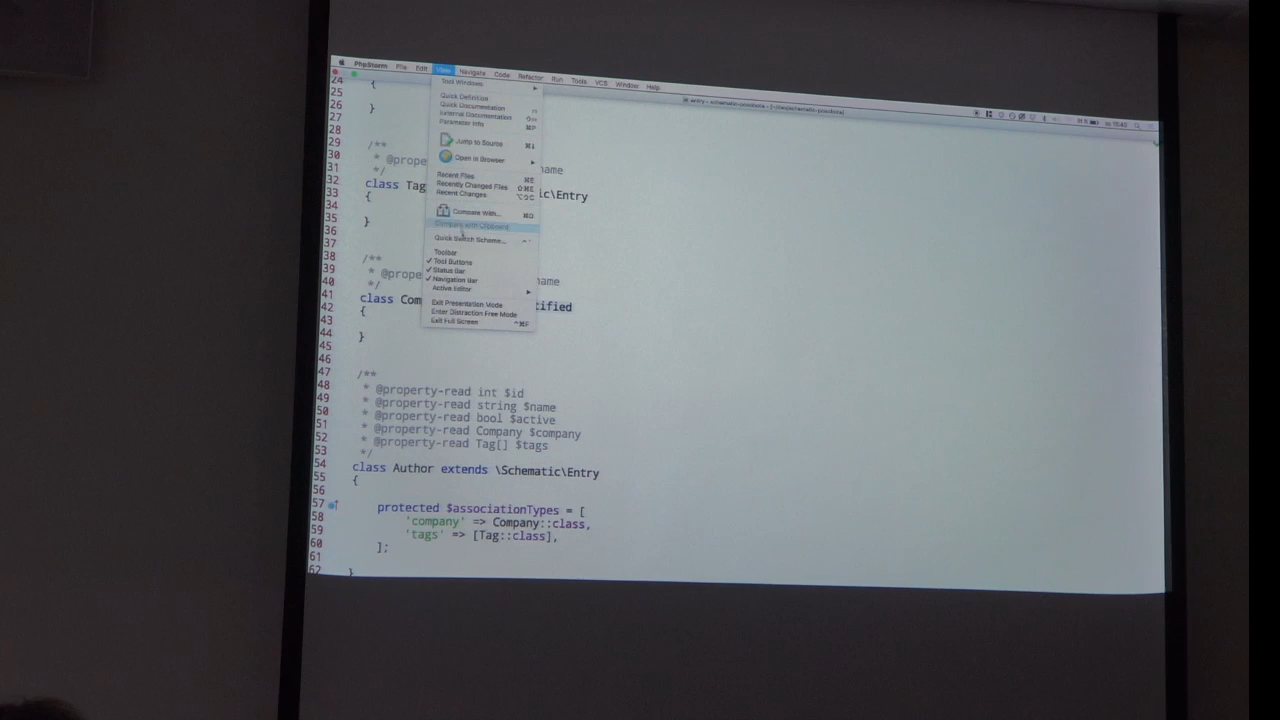 PhpStorm File Edit View Navigate Code Refactor Run Tools VCS Window Help
Tool Windows
Quick Definition
Quick Documentation
External Documentation
Parameter Info ⌘P
Jump to Source
Open in Browser
Recent Files ⌘E
Recently Changed Files ⇧⌘E
Recent Changes
Compare With... ⌘D
Compare with Clipboard
Quick Switch Scheme...
Toolbar
✓ Tool Buttons
✓ Status Bar
✓ Navigation Bar
Active Editor
Exit Presentation Mode
Enter Distraction Free Mode
Exit Full Screen ^⌘F
24 {
25
26 }
27
28
29 /**
30 * @prope ame
31 */
32 class Tag ic\Entry
33 {
34
35 }
36
37
38 /**
39 * @prope name
40 */
41 class Com tified
42 {
43
44 }
45
46
47 /**
48 * @property-read int $id
49 * @property-read string $name
50 * @property-read bool $active
51 * @property-read Company $company
52 * @property-read Tag[] $tags
53 */
54 class Author extends \Schematic\Entry
55 {
56
57 protected $associationTypes = [
58 'company' => Company::class,
59 'tags' => [Tag::class],
60 ];
61
62 }